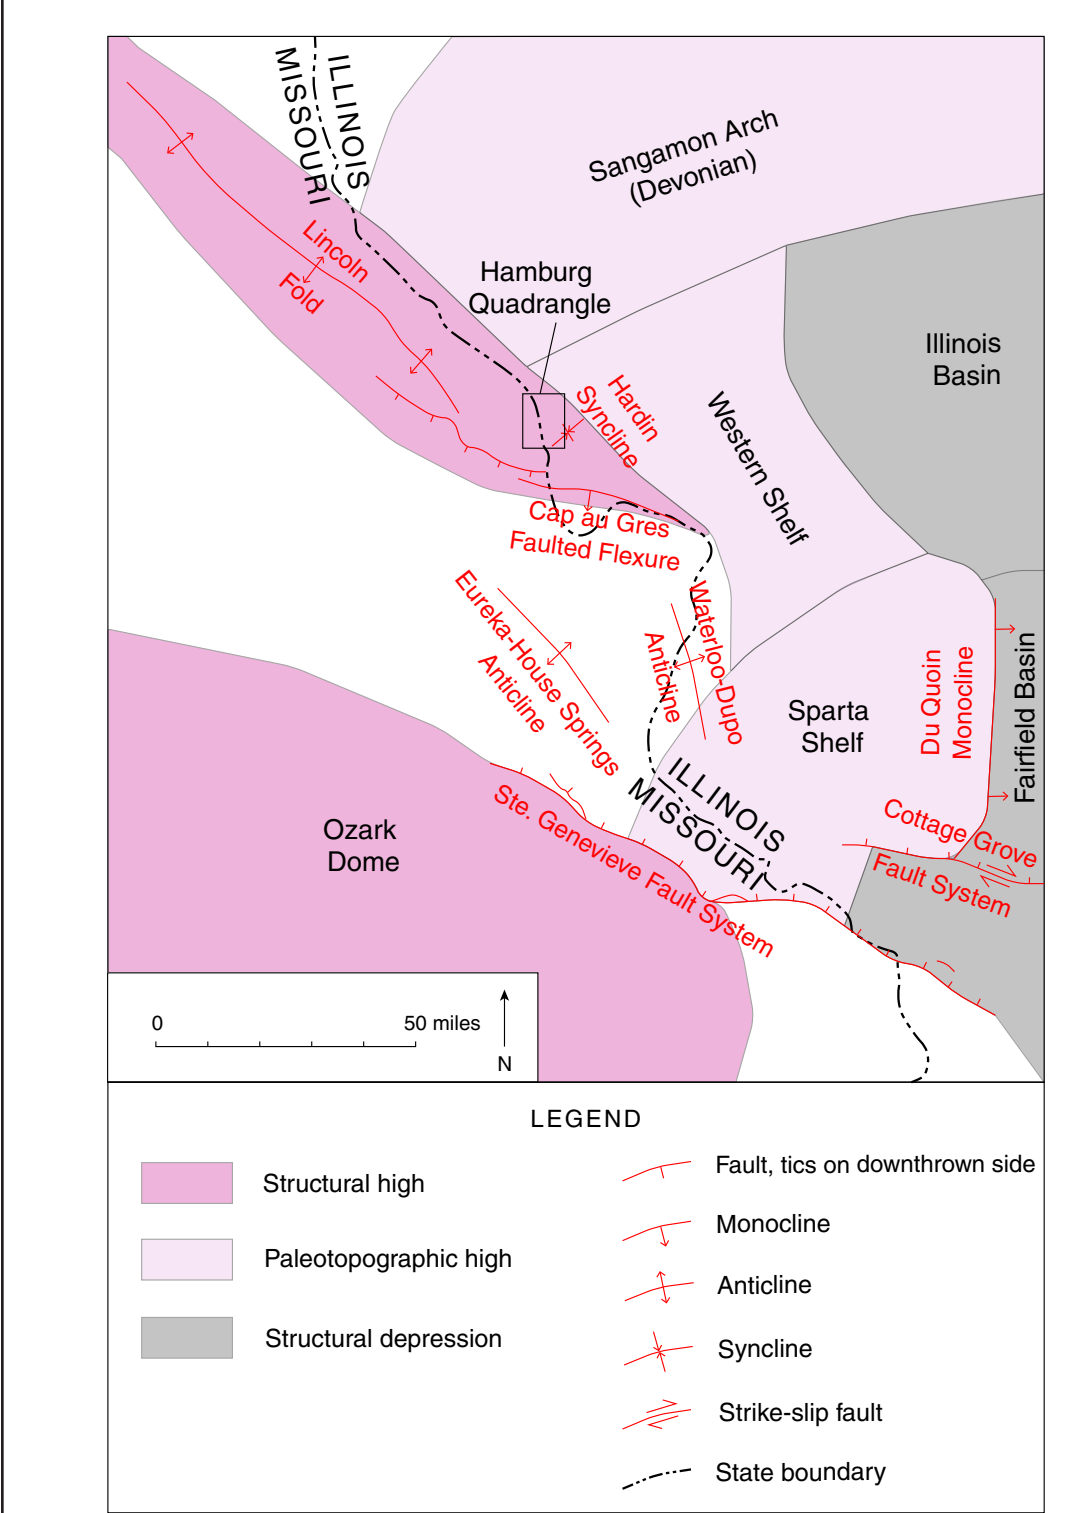 ILLINOIS
MISSOURI
Sangamon Arch
(Devonian)
Lincoln
Fold
Hamburg
Quadrangle
Illinois
Basin
Hardin
Syncline
Western Shelf
Cap au Gres
Faulted Flexure
Eureka-House Springs
Anticline
Waterloo-Dupo
Anticline
Sparta
Shelf
Du Quoin
Monocline
Fairfield Basin
ILLINOIS
MISSOURI
Ozark
Dome
Ste. Genevieve Fault System
Cottage Grove
Fault System
0
50 miles
N
LEGEND
Structural high
Paleotopographic high
Structural depression
Fault, tics on downthrown side
Monocline
Anticline
Syncline
Strike-slip fault
State boundary